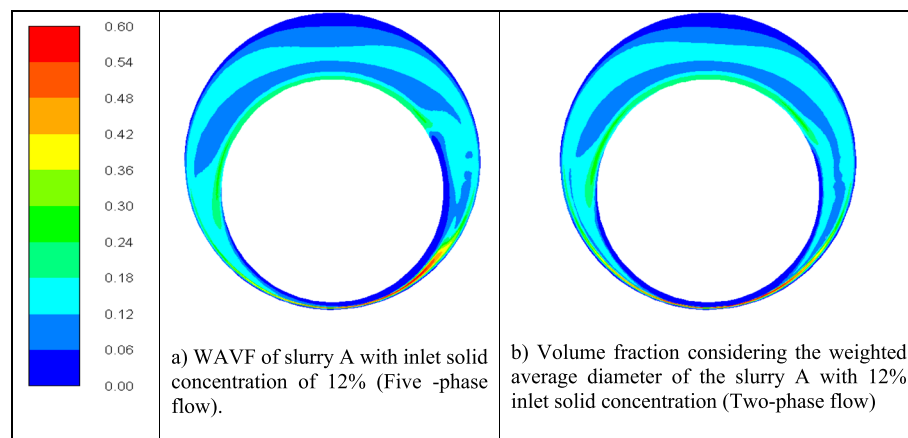 0.60
0.54
0.48
0.42
0.36
0.30
0.24
0.18
0.12
0.06
0.00
a) WAVF of slurry A with inlet solid
concentration of 12% (Five -phase
flow).
b) Volume fraction considering the weighted
average diameter of the slurry A with 12%
inlet solid concentration (Two-phase flow)